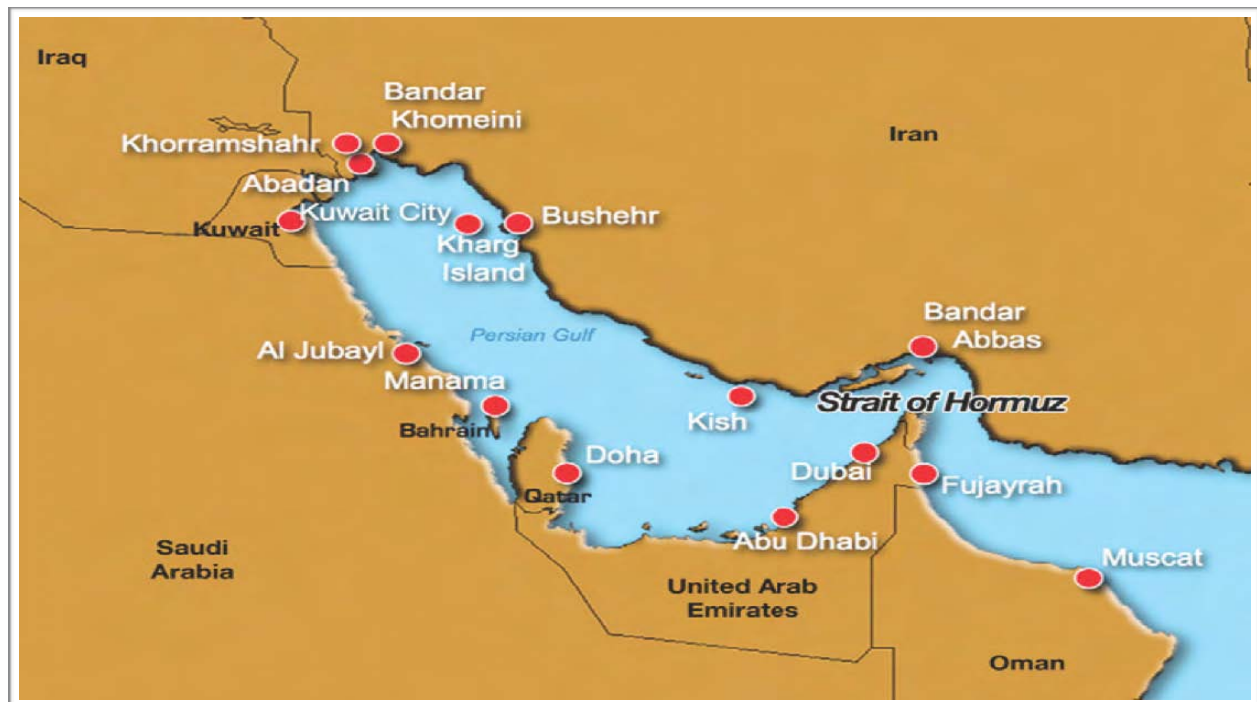 Iraq
Bandar
Khomeini
Iran
Khorramshahr
Abadan
Kuwait City
Kuwait
Kharg
Island
Bushehr
Persian Gulf
Bandar
Abbas
Al Jubayl
Manama
Bahrain
Kish
Strait of Hormuz
Doha
Qatar
Dubai
Fujayrah
Abu Dhabi
Saudi
Arabia
United Arab
Emirates
Muscat
Oman